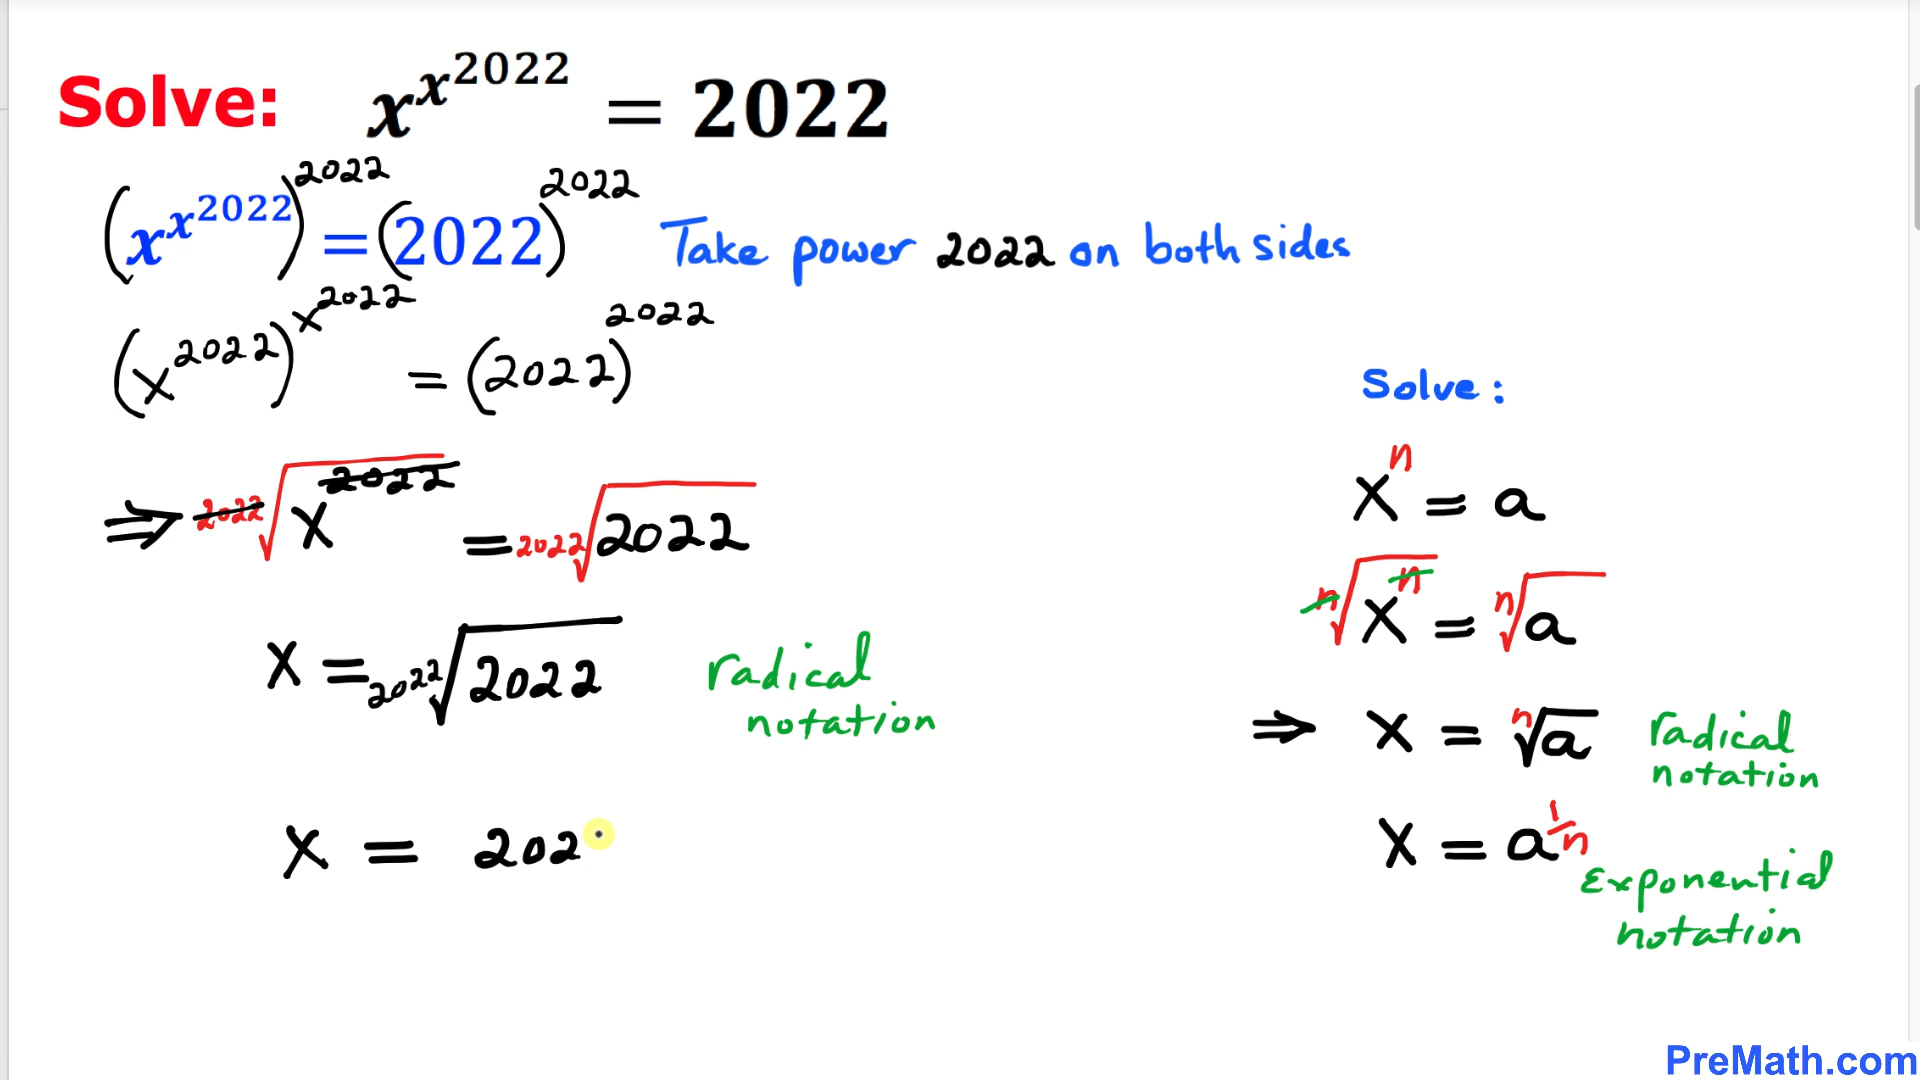 Solve: x^x^2022 = 2022
(x^x^2022)^2022 = (2022)^2022 Take power 2022 on both sides
(x^2022)^x^2022 = (2022)^2022
⇒ 2022√x^2022 = 2022√2022
x = 2022√2022 radical notation
x = 202
Solve:
x^n = a
n√x^n = n√a
⇒ x = n√a radical notation
x = a^1/n
Exponential notation
PreMath.com